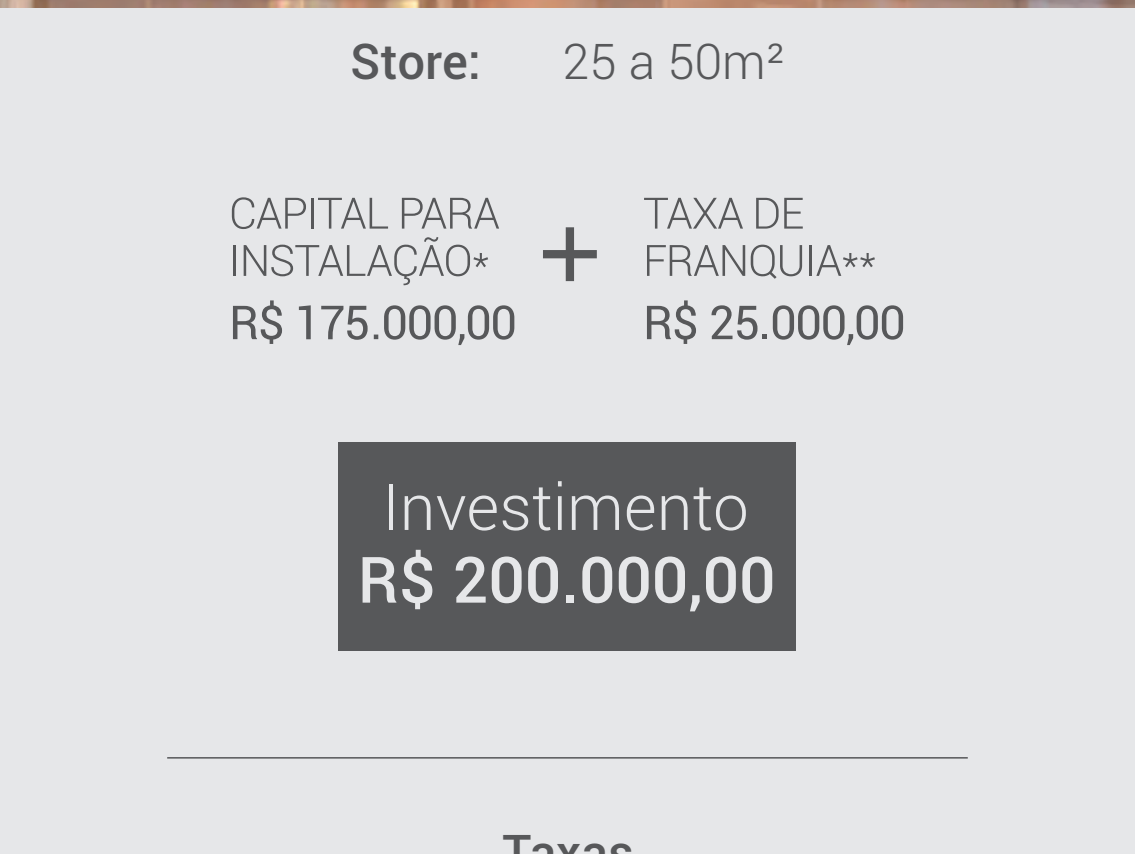 Store: 25 a 50m²
CAPITAL PARA
INSTALAÇÃO*
R$ 175.000,00
+
TAXA DE
FRANQUIA**
R$ 25.000,00
Investimento
R$ 200.000,00
Taxas